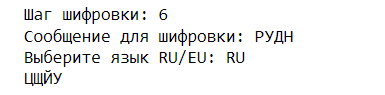 Шаг шифровки: 6
Сообщение для шифровки: РУДН
Выберите язык RU/EU: RU
ЦЩЙУ